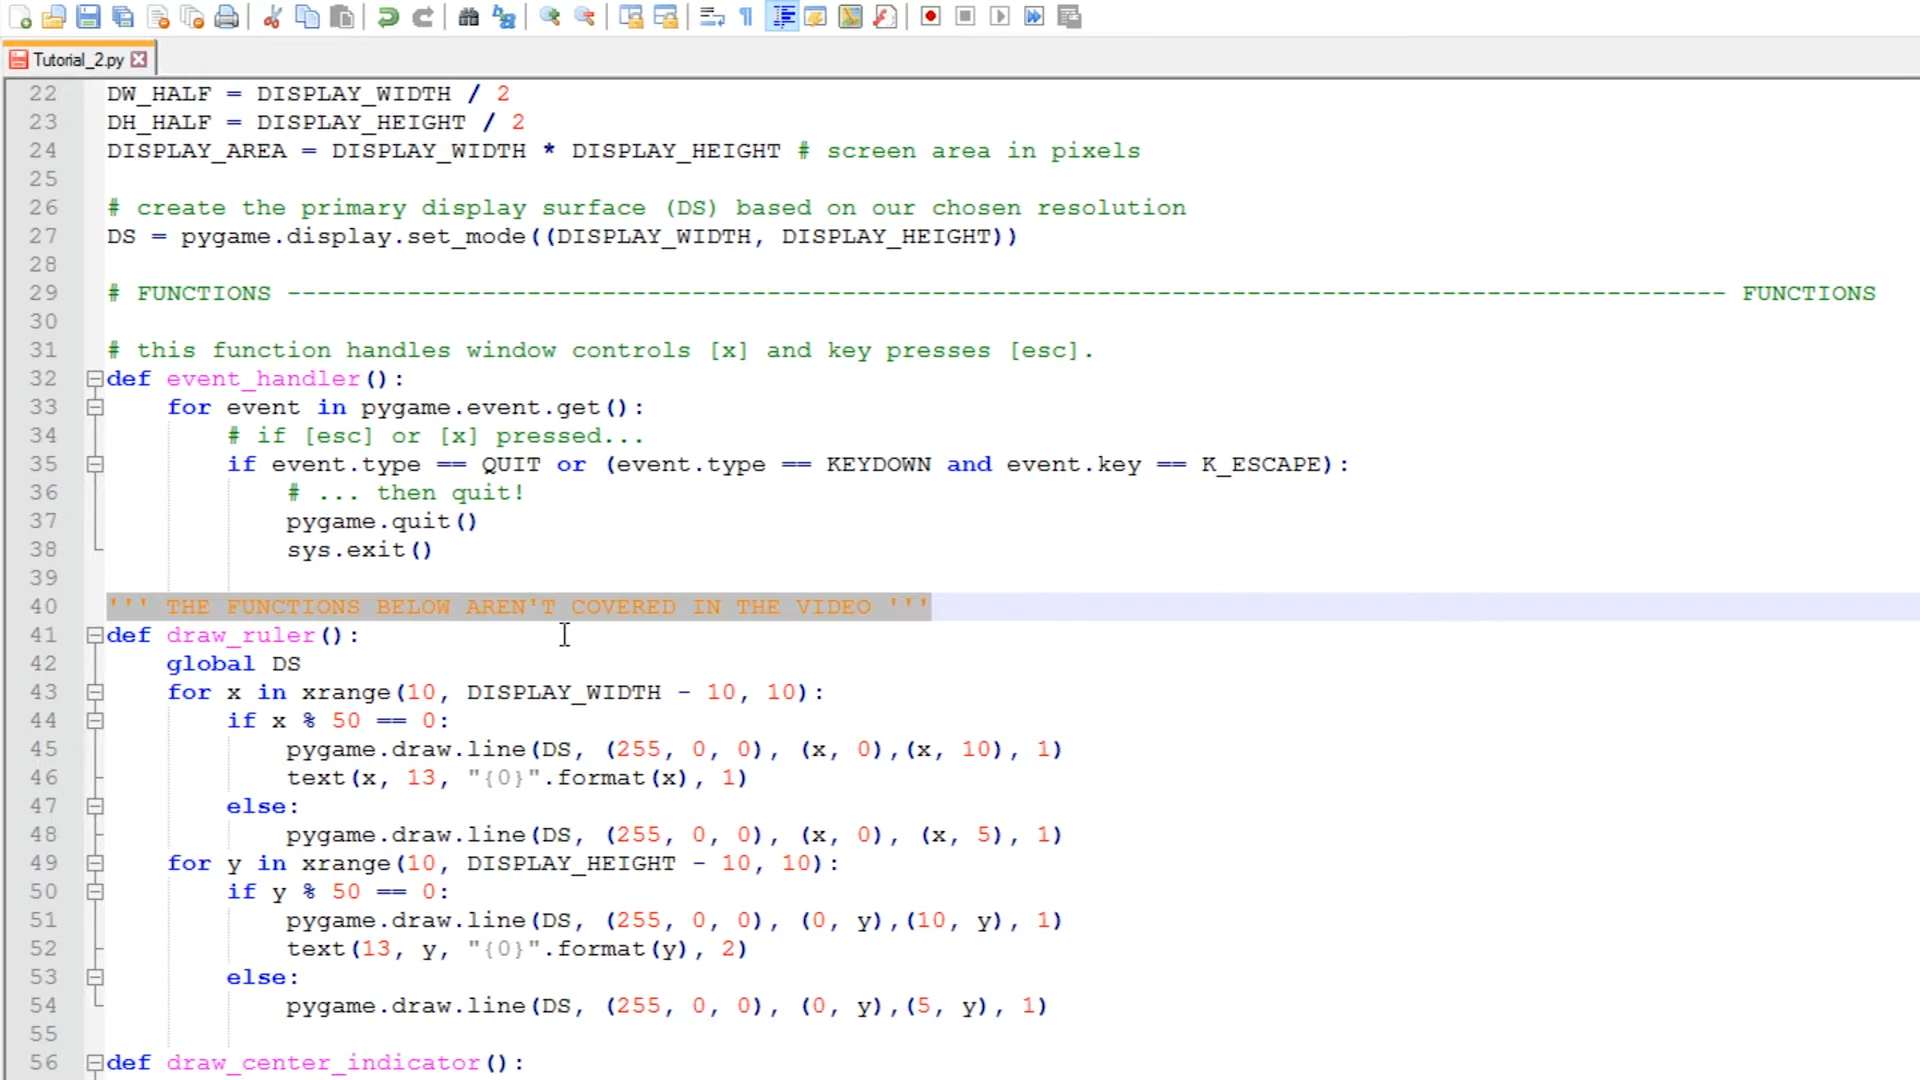 Tutorial_2.py
22 DW_HALF = DISPLAY_WIDTH / 2
23 DH_HALF = DISPLAY_HEIGHT / 2
24 DISPLAY_AREA = DISPLAY_WIDTH * DISPLAY_HEIGHT # screen area in pixels
25
26 # create the primary display surface (DS) based on our chosen resolution
27 DS = pygame.display.set_mode((DISPLAY_WIDTH, DISPLAY_HEIGHT))
28
29 # FUNCTIONS ------------------------------------------------------------------------------------------------ FUNCTIONS
30
31 # this function handles window controls [x] and key presses [esc].
32 def event_handler():
33     for event in pygame.event.get():
34         # if [esc] or [x] pressed...
35         if event.type == QUIT or (event.type == KEYDOWN and event.key == K_ESCAPE):
36             # ... then quit!
37             pygame.quit()
38             sys.exit()
39
40 ''' THE FUNCTIONS BELOW AREN'T COVERED IN THE VIDEO '''
41 def draw_ruler():
42     global DS
43     for x in xrange(10, DISPLAY_WIDTH - 10, 10):
44         if x % 50 == 0:
45             pygame.draw.line(DS, (255, 0, 0), (x, 0),(x, 10), 1)
46             text(x, 13, "{0}".format(x), 1)
47         else:
48             pygame.draw.line(DS, (255, 0, 0), (x, 0), (x, 5), 1)
49     for y in xrange(10, DISPLAY_HEIGHT - 10, 10):
50         if y % 50 == 0:
51             pygame.draw.line(DS, (255, 0, 0), (0, y),(10, y), 1)
52             text(13, y, "{0}".format(y), 2)
53         else:
54             pygame.draw.line(DS, (255, 0, 0), (0, y),(5, y), 1)
55
56 def draw_center_indicator():